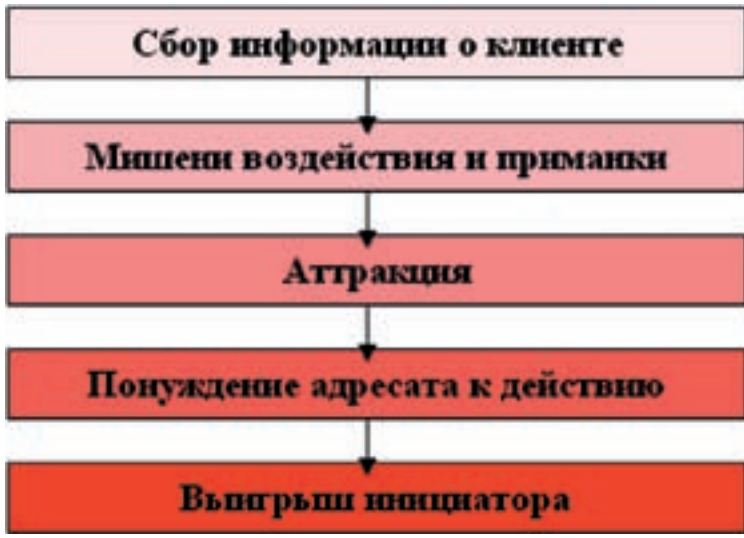 Сбор информации о клиенте
Мишени воздействия и приманки
Аттракция
Понуждение адресата к действию
Выигрыш инициатора